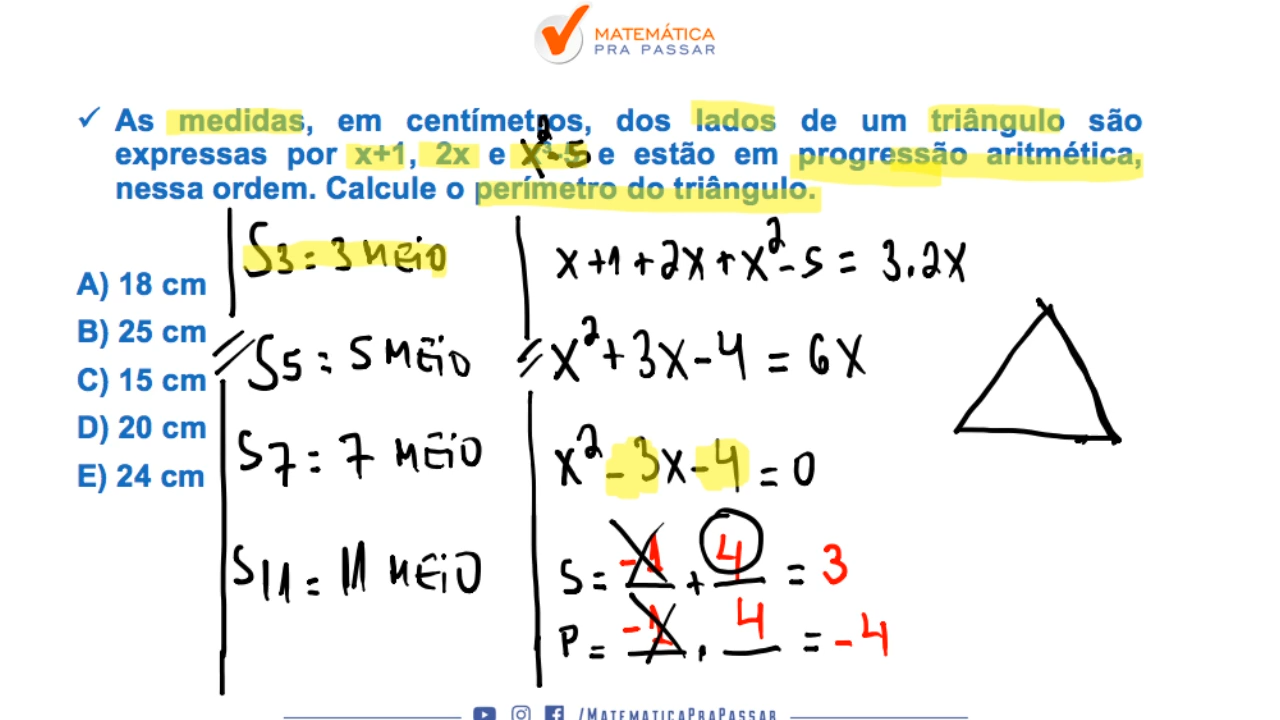 MATEMÁTICA
PRA PASSAR
✓ As medidas, em centímetros, dos lados de um triângulo são
expressas por x+1, 2x e x²-5 e estão em progressão aritmética,
nessa ordem. Calcule o perímetro do triângulo.
A) 18 cm
B) 25 cm
C) 15 cm
D) 20 cm
E) 24 cm
S3 = 3 MEIO
S5 = 5 MEIO
S7 = 7 MEIO
S11 = 11 MEIO
x+1+2x+x²-5 = 3.2x
x²+3x-4 = 6x
x²-3x-4 = 0
S = -1 + 4 = 3
P = -1 . 4 = -4
/MATEMATICAPRAPASSAR